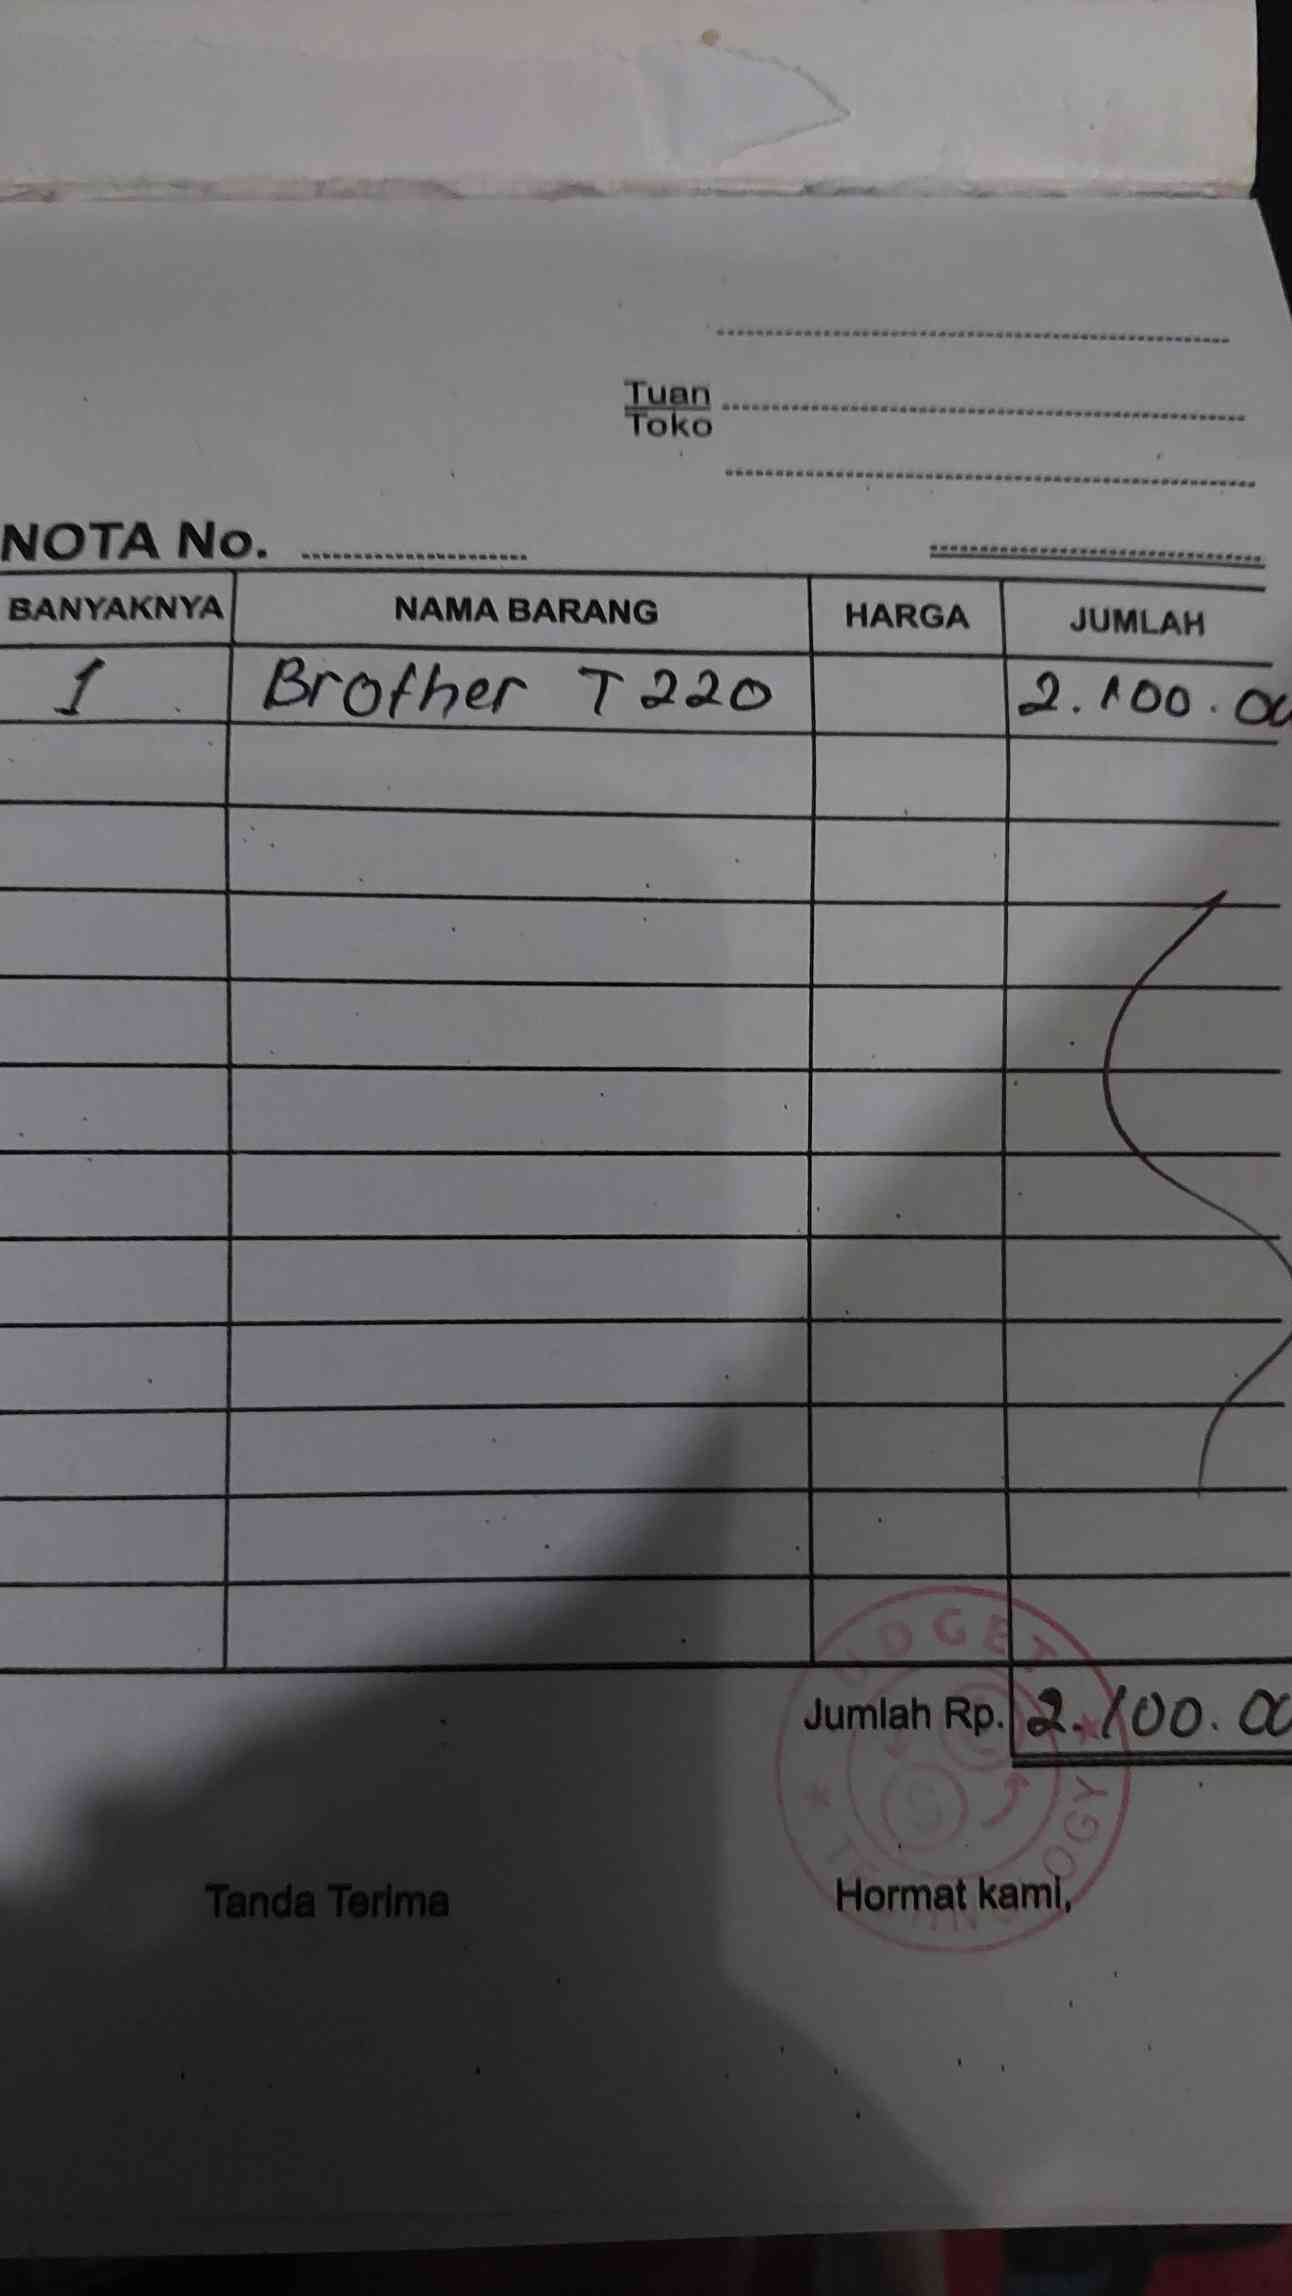 Tuan
Toko
NOTA No.
BANYAKNYA NAMA BARANG HARGA JUMLAH
1 Brother T220 2.100.00
Jumlah Rp. 2.100.00
Tanda Terima Hormat kami,